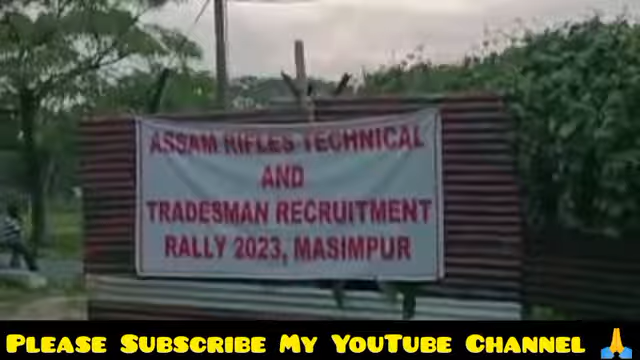 ASSAM RIFLES TECHNICAL
AND
TRADESMAN RECRUITMENT
RALLY 2023, MASIMPUR
Please Subscribe My YouTube Channel 🙏